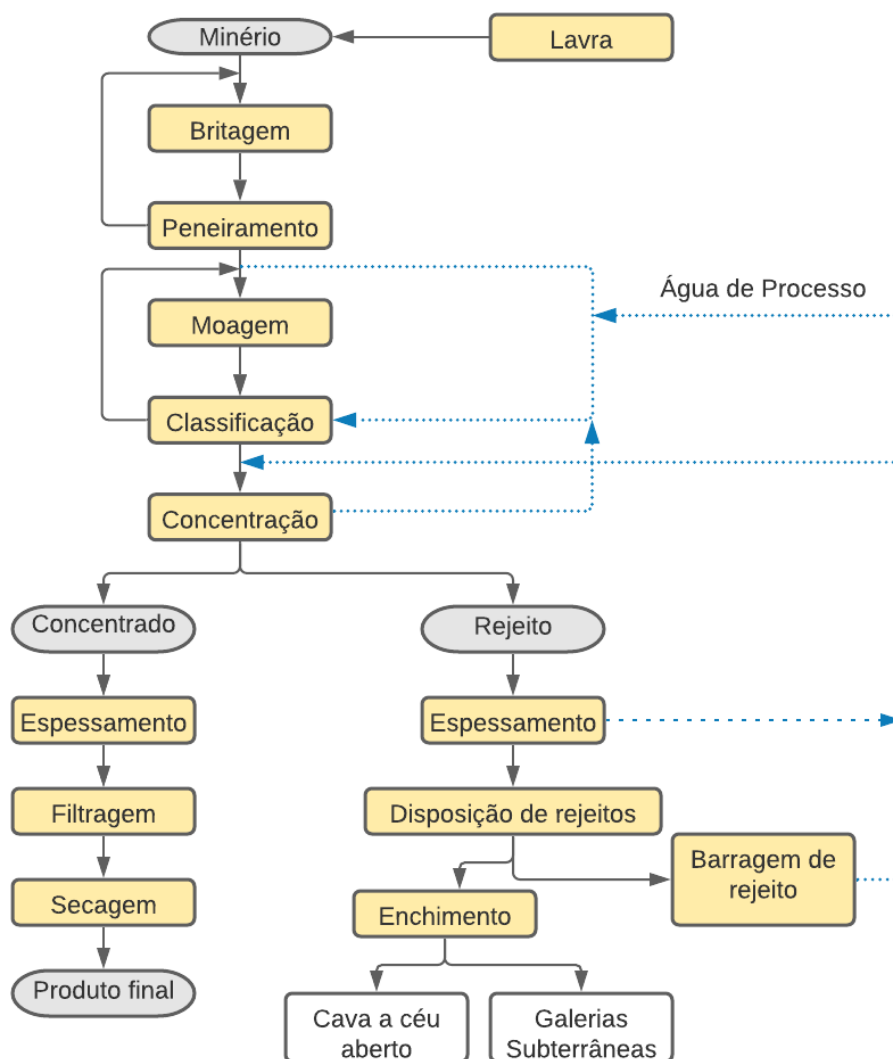 Minério
Lavra
Britagem
Peneiramento
Água de Processo
Moagem
Classificação
Concentração
Concentrado
Rejeito
Espessamento
Espessamento
Filtragem
Disposição de rejeitos
Barragem de
rejeito
Secagem
Enchimento
Produto final
Cava a céu
aberto
Galerias
Subterrâneas